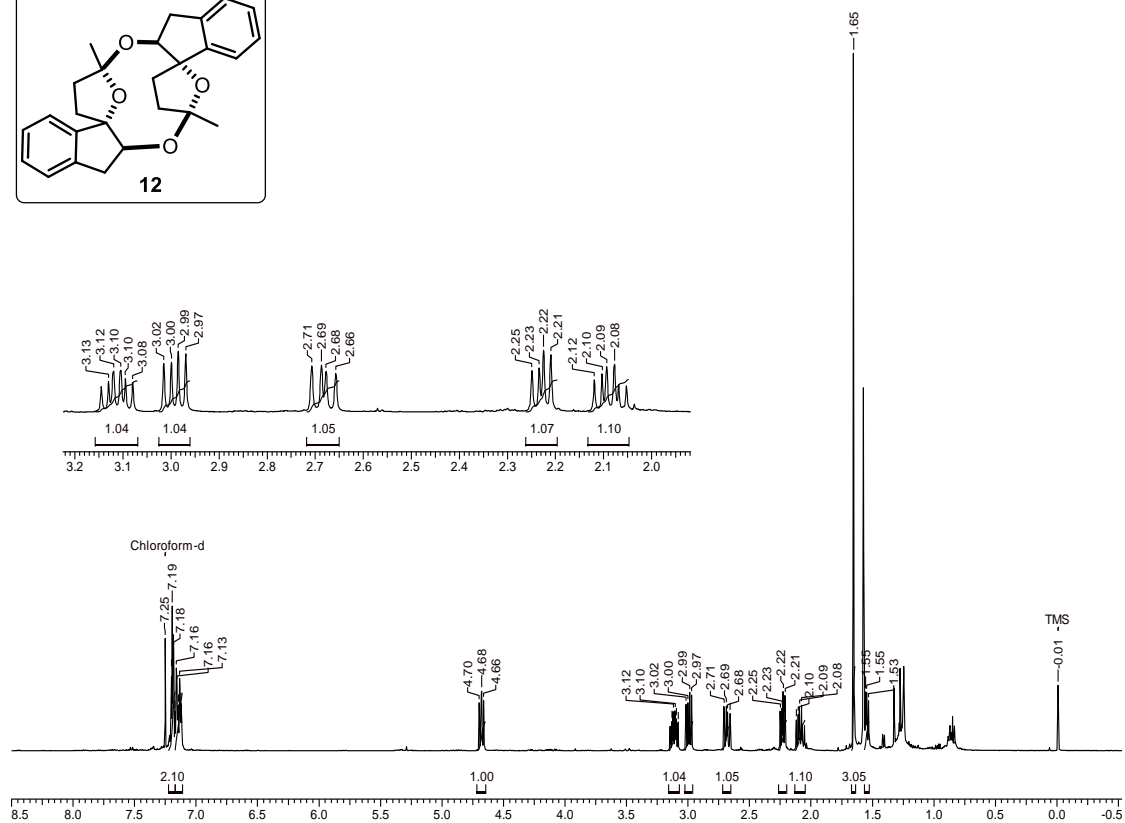 O
O
O
O
12
1.65
3.13 3.12 3.10 3.10 3.08 3.02 3.00 2.99 2.97 2.71 2.69 2.68 2.66 2.25 2.23 2.22 2.21 2.12 2.10 2.09 2.08
1.04 1.04 1.05 1.07 1.10
3.2 3.1 3.0 2.9 2.8 2.7 2.6 2.5 2.4 2.3 2.2 2.1 2.0
Chloroform-d
TMS
7.25 7.19 7.18 7.16 7.16 7.13 4.70 4.68 4.66 3.12 3.10 3.02 3.00 2.99 2.97 2.71 2.69 2.68 2.25 2.23 2.22 2.21 2.10 2.09 2.08 1.55 1.55 1.53 -0.01
2.10 1.00 1.04 1.05 1.10 3.05
8.5 8.0 7.5 7.0 6.5 6.0 5.5 5.0 4.5 4.0 3.5 3.0 2.5 2.0 1.5 1.0 0.5 0 -0.5